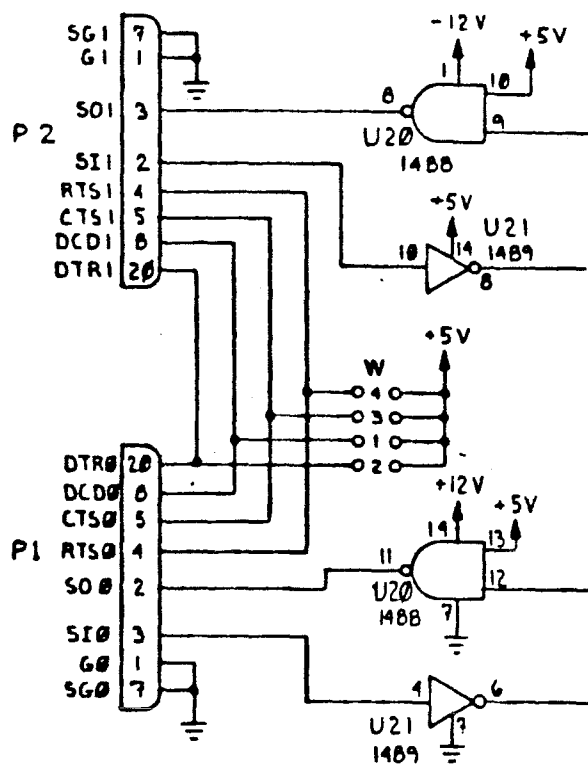 SG1 7
G1 1
-12V
+5V
1
10
8
SO1 3
9
U20
1488
P2
SI1 2
RTS1 4
CTS1 5
DCD1 8
DTR1 20
+5V
U21
14
1489
10
8
+5V
W
4
3
1
2
DTR0 20
DCD0 8
CTS0 5
RTS0 4
SO0 2
SI0 3
G0 1
SG0 7
P1
+12V
+5V
14
13
11
12
U20
1488
7
4
6
U21
7
1489